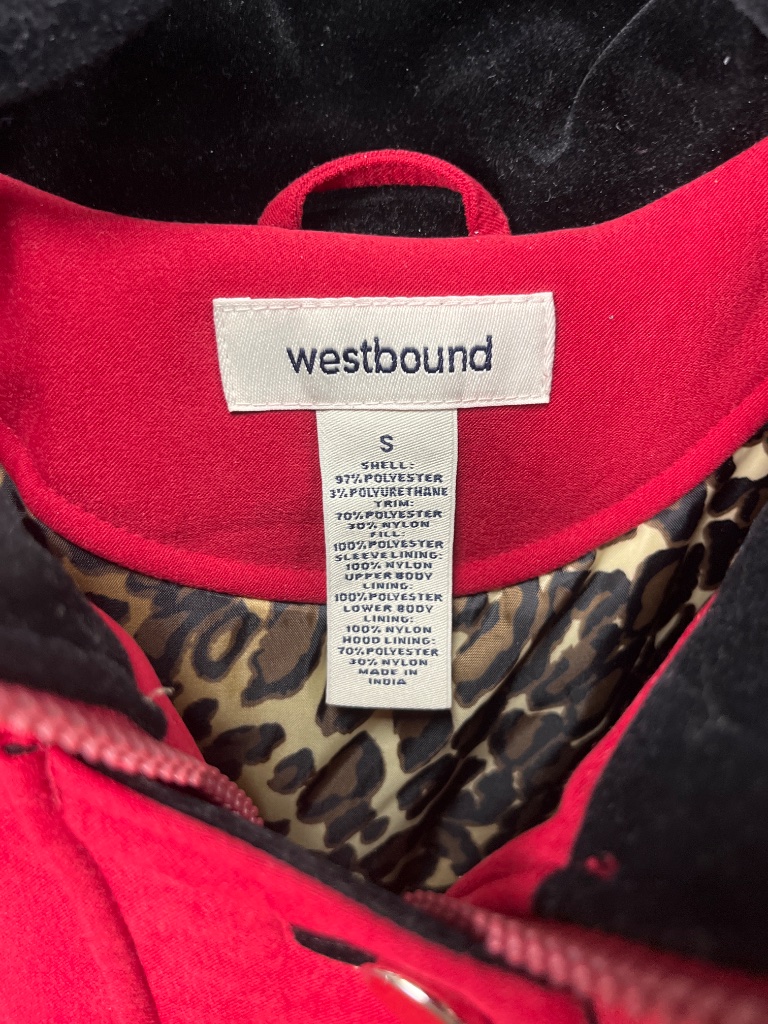 westbound
S
SHELL:
97% POLYESTER
3% POLYURETHANE
TRIM:
70% POLYESTER
30% NYLON
FILL:
100% POLYESTER
SLEEVE LINING:
100% NYLON
UPPER BODY
LINING:
100% POLYESTER
LOWER BODY
LINING:
100% NYLON
HOOD LINING:
70% POLYESTER
30% NYLON
MADE IN
INDIA